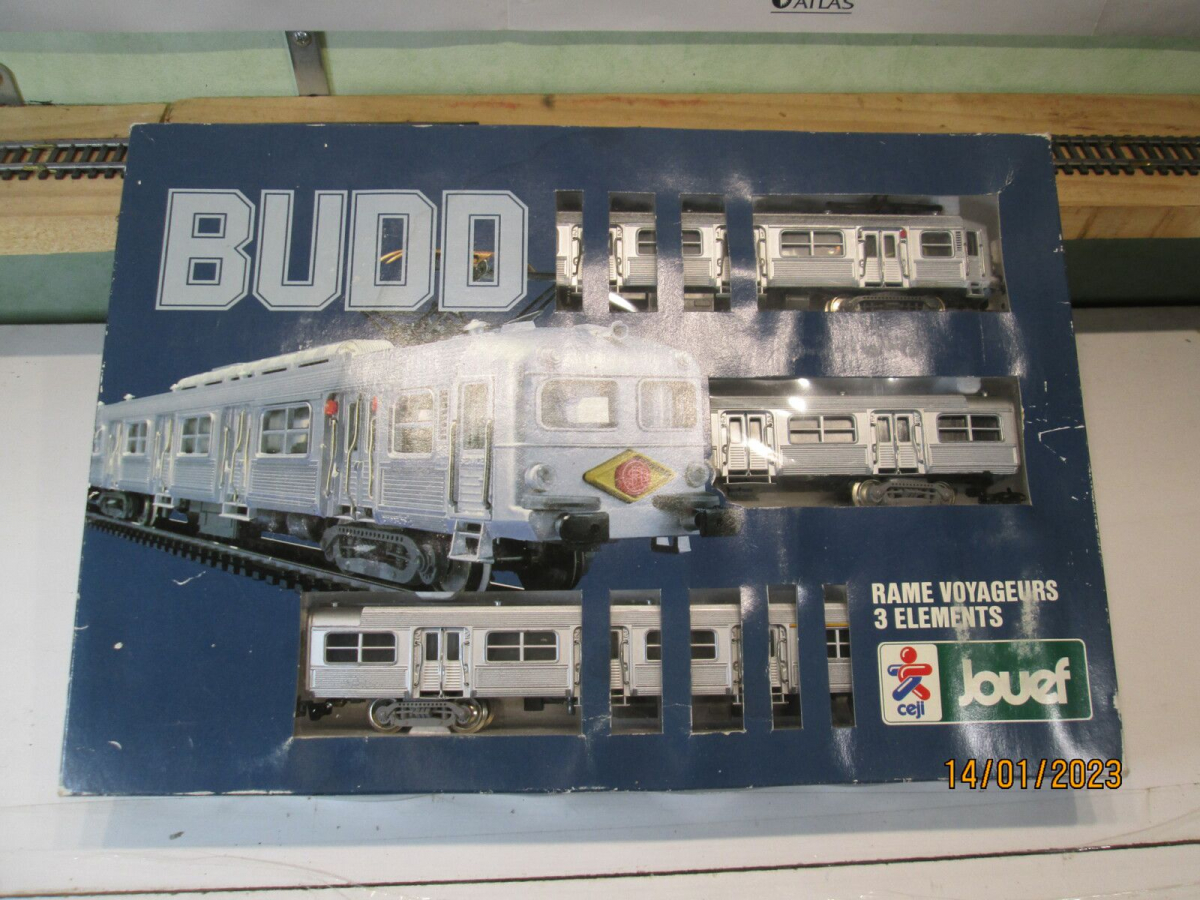 ATLAS
BUDD
RAME VOYAGEURS
3 ELEMENTS
ceji
Jouef
14/01/2023